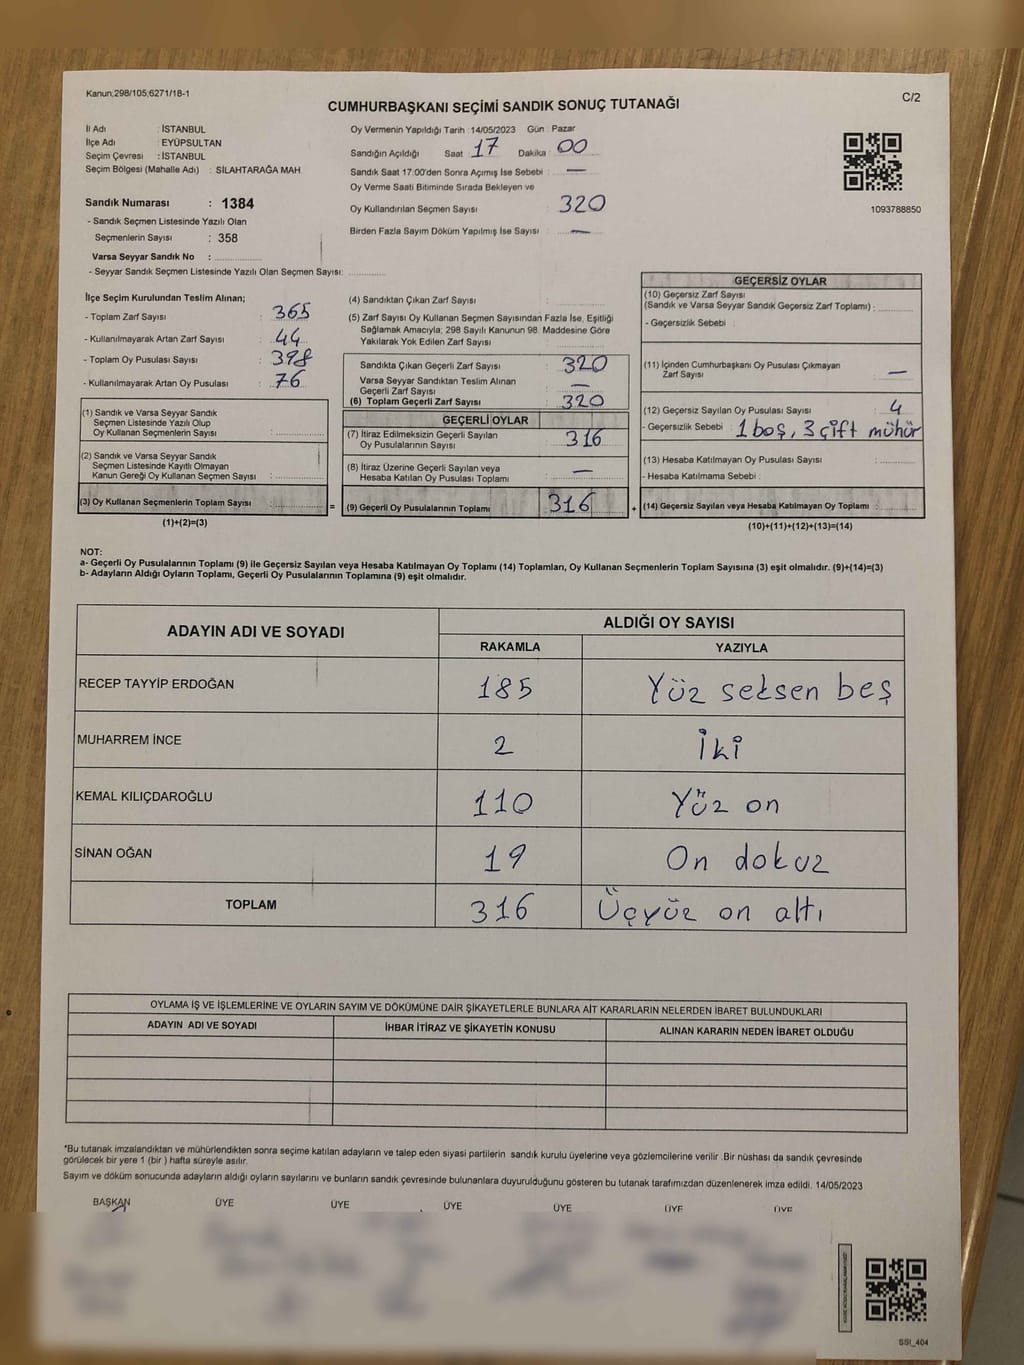 Kanun;298/105;6271/18-1
C/2
CUMHURBAŞKANI SEÇİMİ SANDIK SONUÇ TUTANAĞI
İl Adı : İSTANBUL
İlçe Adı : EYÜPSULTAN
Seçim Çevresi : İSTANBUL
Seçim Bölgesi (Mahalle Adı) : SİLAHTARAĞA MAH.
Sandık Numarası : 1384
- Sandık Seçmen Listesinde Yazılı Olan
Seçmenlerin Sayısı : 358
Varsa Seyyar Sandık No :
- Seyyar Sandık Seçmen Listesinde Yazılı Olan Seçmen Sayısı:
Oy Vermenin Yapıldığı Tarih : 14/05/2023 Gün : Pazar
Sandığın Açıldığı Saat : 17 Dakika : 00
Sandık Saat 17:00'den Sonra Açımış İse Sebebi : —
Oy Verme Saati Bitiminde Sırada Bekleyen ve
Oy Kullandırılan Seçmen Sayısı : 320
Birden Fazla Sayım Döküm Yapılmış İse Sayısı : —
1093788850
İlçe Seçim Kurulundan Teslim Alınan;
- Toplam Zarf Sayısı : 365
- Kullanılmayarak Artan Zarf Sayısı : 44
- Toplam Oy Pusulası Sayısı : 398
- Kullanılmayarak Artan Oy Pusulası : 76
(1) Sandık ve Varsa Seyyar Sandık
Seçmen Listesinde Yazılı Olup
Oy Kullanan Seçmenlerin Sayısı :
(2) Sandık ve Varsa Seyyar Sandık
Seçmen Listesinde Kayıtlı Olmayan
Kanun Gereği Oy Kullanan Seçmen Sayısı :
(3) Oy Kullanan Seçmenlerin Toplam Sayısı :
(1)+(2)=(3)
(4) Sandıktan Çıkan Zarf Sayısı :
(5) Zarf Sayısı Oy Kullanan Seçmen Sayısından Fazla İse, Eşitliği
Sağlamak Amacıyla; 298 Sayılı Kanunun 98. Maddesine Göre
Yakılarak Yok Edilen Zarf Sayısı :
Sandıkta Çıkan Geçerli Zarf Sayısı : 320
Varsa Seyyar Sandıktan Teslim Alınan
Geçerli Zarf Sayısı : —
(6) Toplam Geçerli Zarf Sayısı : 320
GEÇERLİ OYLAR
(7) İtiraz Edilmeksizin Geçerli Sayılan
Oy Pusulalarının Sayısı : 316
(8) İtiraz Üzerine Geçerli Sayılan veya
Hesaba Katılan Oy Pusulası Toplamı : —
= (9) Geçerli Oy Pusulalarının Toplamı 316
GEÇERSİZ OYLAR
(10) Geçersiz Zarf Sayısı
(Sandık ve Varsa Seyyar Sandık Geçersiz Zarf Toplamı) :
- Geçersizlik Sebebi :
(11) İçinden Cumhurbaşkanı Oy Pusulası Çıkmayan
Zarf Sayısı : —
(12) Geçersiz Sayılan Oy Pusulası Sayısı : 4
- Geçersizlik Sebebi : 1 boş, 3 çift mühür
(13) Hesaba Katılmayan Oy Pusulası Sayısı :
- Hesaba Katılmama Sebebi :
+ (14) Geçersiz Sayılan veya Hesaba Katılmayan Oy Toplamı :
(10)+(11)+(12)+(13)=(14)
NOT:
a- Geçerli Oy Pusulalarının Toplamı (9) ile Geçersiz Sayılan veya Hesaba Katılmayan Oy Toplamı (14) Toplamları, Oy Kullanan Seçmenlerin Toplam Sayısına (3) eşit olmalıdır. (9)+(14)=(3)
b- Adayların Aldığı Oyların Toplamı, Geçerli Oy Pusulalarının Toplamına (9) eşit olmalıdır.
ADAYIN ADI VE SOYADI ALDIĞI OY SAYISI
RAKAMLA YAZIYLA
RECEP TAYYİP ERDOĞAN 185 Yüz seksen beş
MUHARREM İNCE 2 İki
KEMAL KILIÇDAROĞLU 110 Yüz on
SİNAN OĞAN 19 On dokuz
TOPLAM 316 Üçyüz on altı
OYLAMA İŞ VE İŞLEMLERİNE VE OYLARIN SAYIM VE DÖKÜMÜNE DAİR ŞİKAYETLERLE BUNLARA AİT KARARLARIN NELERDEN İBARET BULUNDUKLARI
ADAYIN ADI VE SOYADI İHBAR İTİRAZ VE ŞİKAYETİN KONUSU ALINAN KARARIN NEDEN İBARET OLDUĞU
*Bu tutanak imzalandıktan ve mühürlendikten sonra seçime katılan adayların ve talep eden siyasi partilerin sandık kurulu üyelerine veya gözlemcilerine verilir .Bir nüshası da sandık çevresinde
görülecek bir yere 1 (bir ) hafta süreyle asılır.
Sayım ve döküm sonucunda adayların aldığı oyların sayılarını ve bunların sandık çevresinde bulunanlara duyurulduğunu gösteren bu tutanak tarafımızdan düzenlenerek imza edildi. 14/05/2023
BAŞKAN ÜYE ÜYE ÜYE ÜYE ÜYE ÜYE
SSI_404